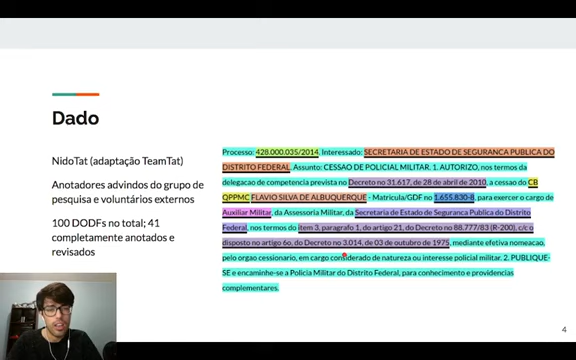 Dado
NidoTat (adaptação TeamTat)
Anotadores advindos do grupo de
pesquisa e voluntários externos
100 DODFs no total; 41
completamente anotados e
revisados
Processo: 428.000.035/2014. Interessado: SECRETARIA DE ESTADO DE SEGURANCA PUBLICA DO
DISTRITO FEDERAL. Assunto: CESSAO DE POLICIAL MILITAR. 1. AUTORIZO, nos termos da
delegacao de competencia prevista no Decreto no 31.617, de 28 de abril de 2010, a cessao do CB
QPPMC FLAVIO SILVA DE ALBUQUERQUE - Matricula/GDF no 1.655.830-8, para exercer o cargo de
Auxiliar Militar, da Assessoria Militar, da Secretaria de Estado de Seguranca Publica do Distrito
Federal, nos termos do item 3, paragrafo 1, do artigo 21, do Decreto no 88.777/83 (R-200), c/c o
disposto no artigo 6o, do Decreto no 3.014, de 03 de outubro de 1975, mediante efetiva nomeacao,
pelo orgao cessionario, em cargo considerado de natureza ou interesse policial militar. 2. PUBLIQUE-
SE e encaminhe-se a Policia Militar do Distrito Federal, para conhecimento e providencias
complementares.
4